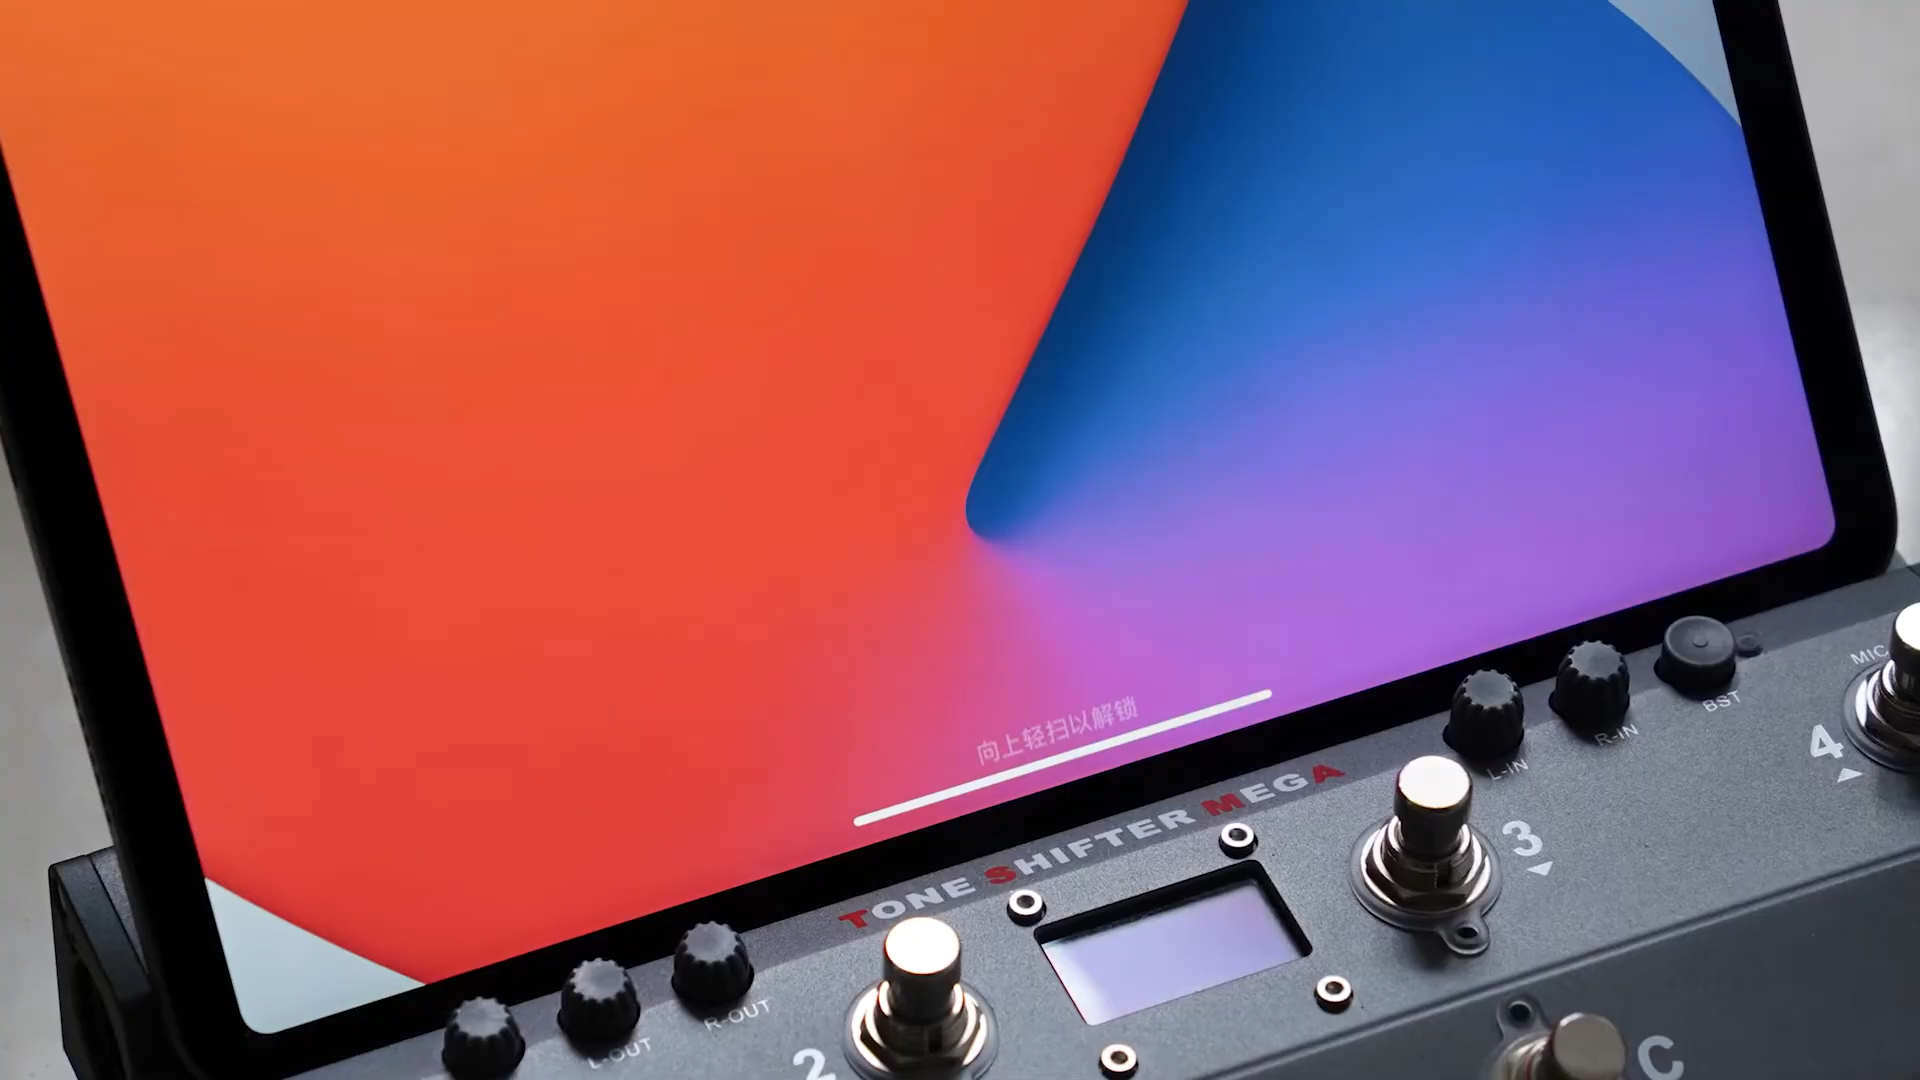 向上轻扫以解锁
TONE SHIFTER MEGA
L-OUT
R-OUT
L-IN
R-IN
BST
MIC
2
3
4
C